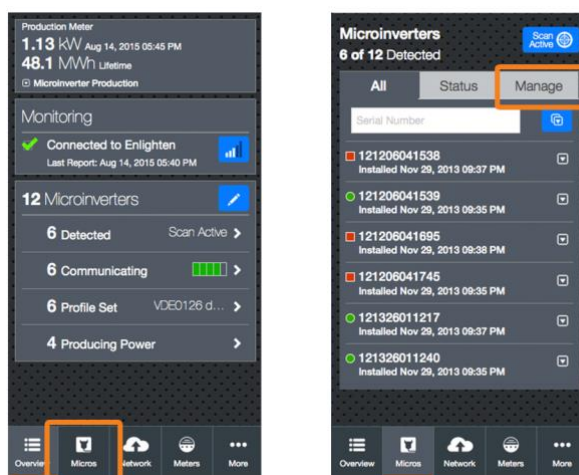 Production Meter
1.13 kW Aug 14, 2015 05:45 PM
48.1 MWh Lifetime
Microinverter Production
Monitoring
Connected to Enlighten
Last Report: Aug 14, 2015 05:40 PM
12 Microinverters
6 Detected Scan Active
6 Communicating
6 Profile Set VDE0126 d...
4 Producing Power
Overview Micros Network Meters More
Microinverters
6 of 12 Detected
Scan
Active
All Status Manage
Serial Number
121206041538
Installed Nov 29, 2013 09:37 PM
121206041539
Installed Nov 29, 2013 09:35 PM
121206041695
Installed Nov 29, 2013 09:38 PM
121206041745
Installed Nov 29, 2013 09:35 PM
121326011217
Installed Nov 29, 2013 09:37 PM
121326011240
Installed Nov 29, 2013 09:35 PM
Overview Micros Network Meters More